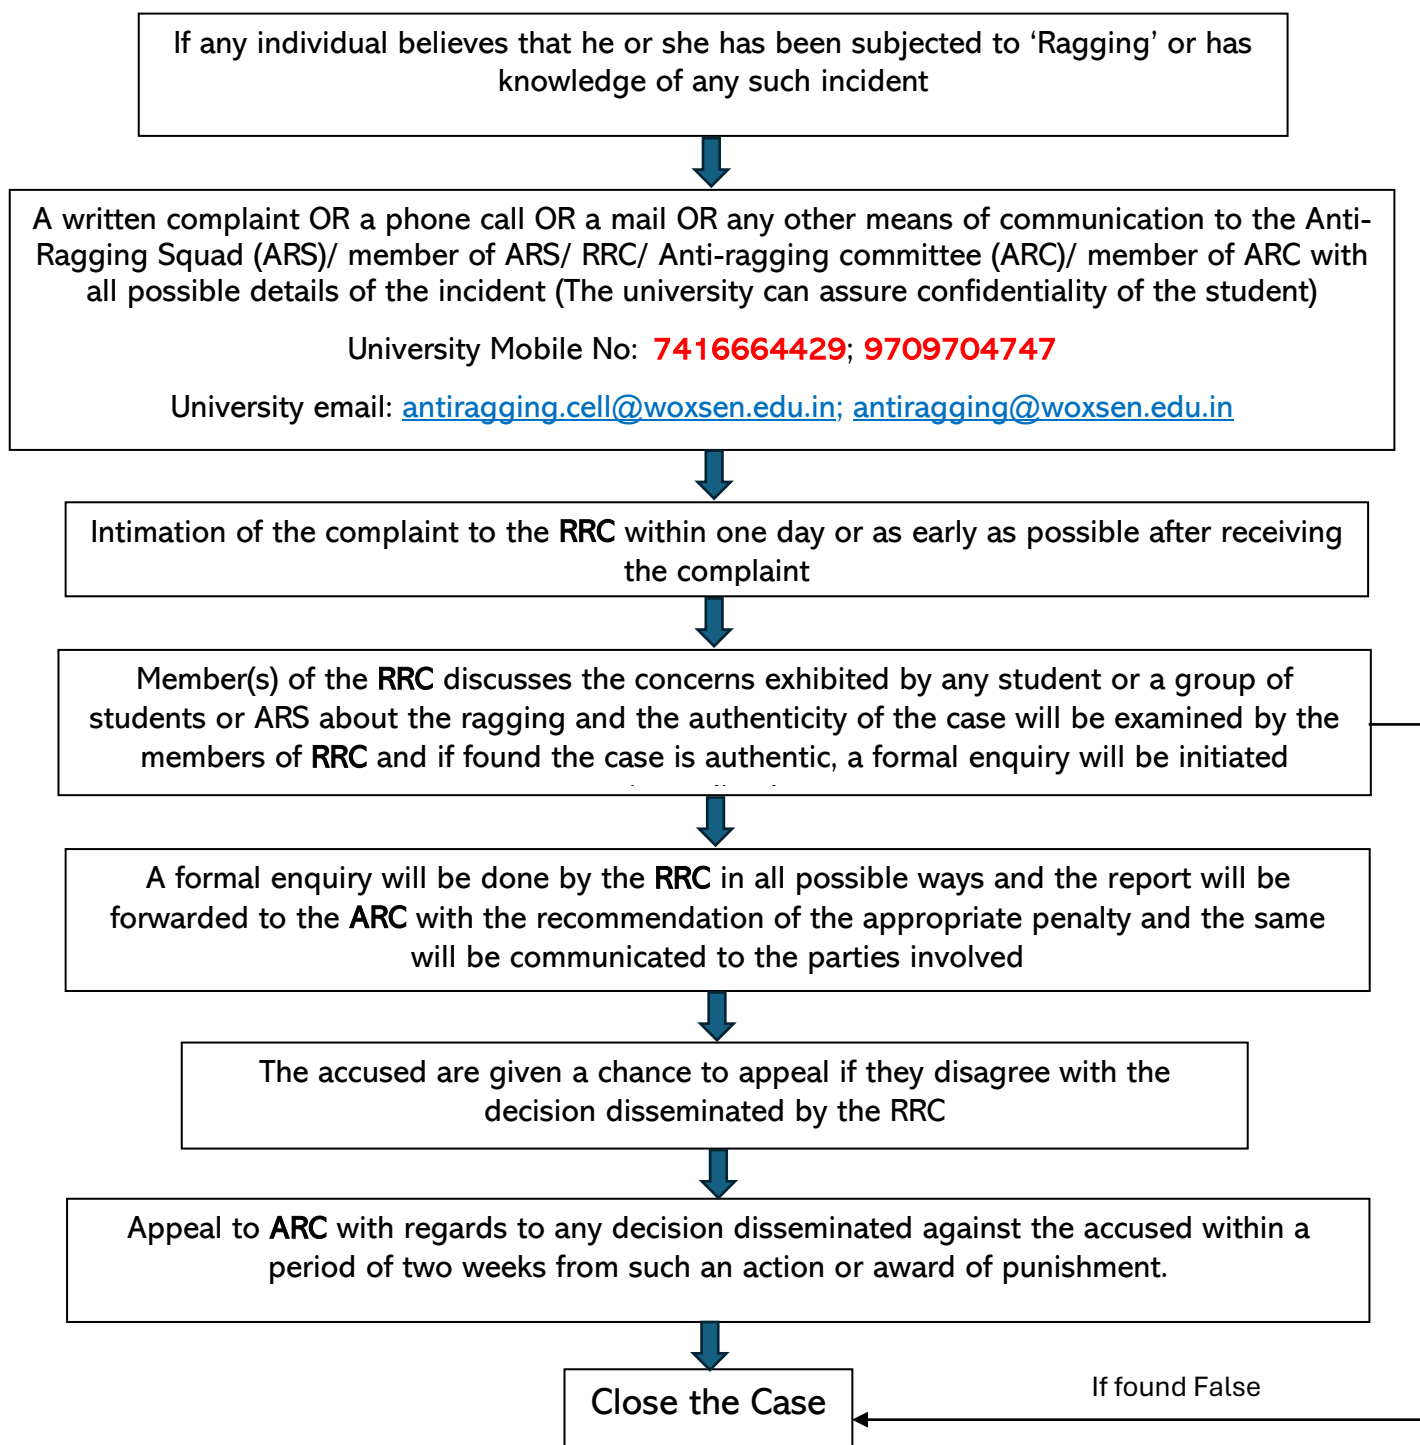 If any individual believes that he or she has been subjected to ‘Ragging’ or has
knowledge of any such incident
A written complaint OR a phone call OR a mail OR any other means of communication to the Anti-
Ragging Squad (ARS)/ member of ARS/ RRC/ Anti-ragging committee (ARC)/ member of ARC with
all possible details of the incident (The university can assure confidentiality of the student)
University Mobile No: 7416664429; 9709704747
University email: antiragging.cell@woxsen.edu.in; antiragging@woxsen.edu.in
Intimation of the complaint to the RRC within one day or as early as possible after receiving
the complaint
Member(s) of the RRC discusses the concerns exhibited by any student or a group of
students or ARS about the ragging and the authenticity of the case will be examined by the
members of RRC and if found the case is authentic, a formal enquiry will be initiated
A formal enquiry will be done by the RRC in all possible ways and the report will be
forwarded to the ARC with the recommendation of the appropriate penalty and the same
will be communicated to the parties involved
The accused are given a chance to appeal if they disagree with the
decision disseminated by the RRC
Appeal to ARC with regards to any decision disseminated against the accused within a
period of two weeks from such an action or award of punishment.
If found False
Close the Case